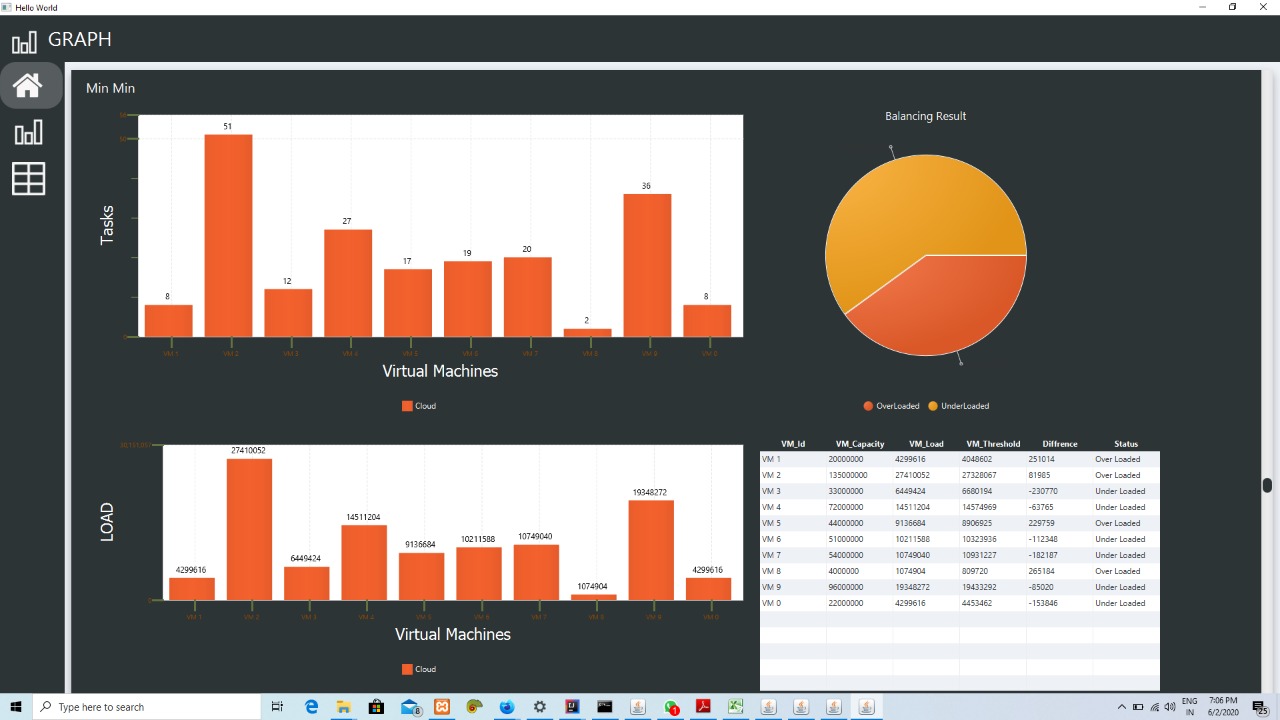 Hello World
GRAPH
Min Min
51
36
27
20
19
17
12
8
8
2
Tasks
VM 1 VM 2 VM 3 VM 4 VM 5 VM 6 VM 7 VM 8 VM 9 VM 0
Virtual Machines
Cloud
Balancing Result
OverLoaded UnderLoaded
27410052
19348272
14511204
10749040
10211588
9136684
6449424
4299616
4299616
1074904
LOAD
VM 1 VM 2 VM 3 VM 4 VM 5 VM 6 VM 7 VM 8 VM 9 VM 0
Virtual Machines
Cloud
VM_Id VM_Capacity VM_Load VM_Threshold Diffrence Status
VM 1 20000000 4299616 4048602 251014 Over Loaded
VM 2 135000000 27410052 27328067 81985 Over Loaded
VM 3 33000000 6449424 6680194 -230770 Under Loaded
VM 4 72000000 14511204 14574969 -63765 Under Loaded
VM 5 44000000 9136684 8906925 229759 Over Loaded
VM 6 51000000 10211588 10323936 -112348 Under Loaded
VM 7 54000000 10749040 10931227 -182187 Under Loaded
VM 8 4000000 1074904 809720 265184 Over Loaded
VM 9 96000000 19348272 19433292 -85020 Under Loaded
VM 0 22000000 4299616 4453462 -153846 Under Loaded
Type here to search
ENG
IN
7:06 PM
6/2/2020